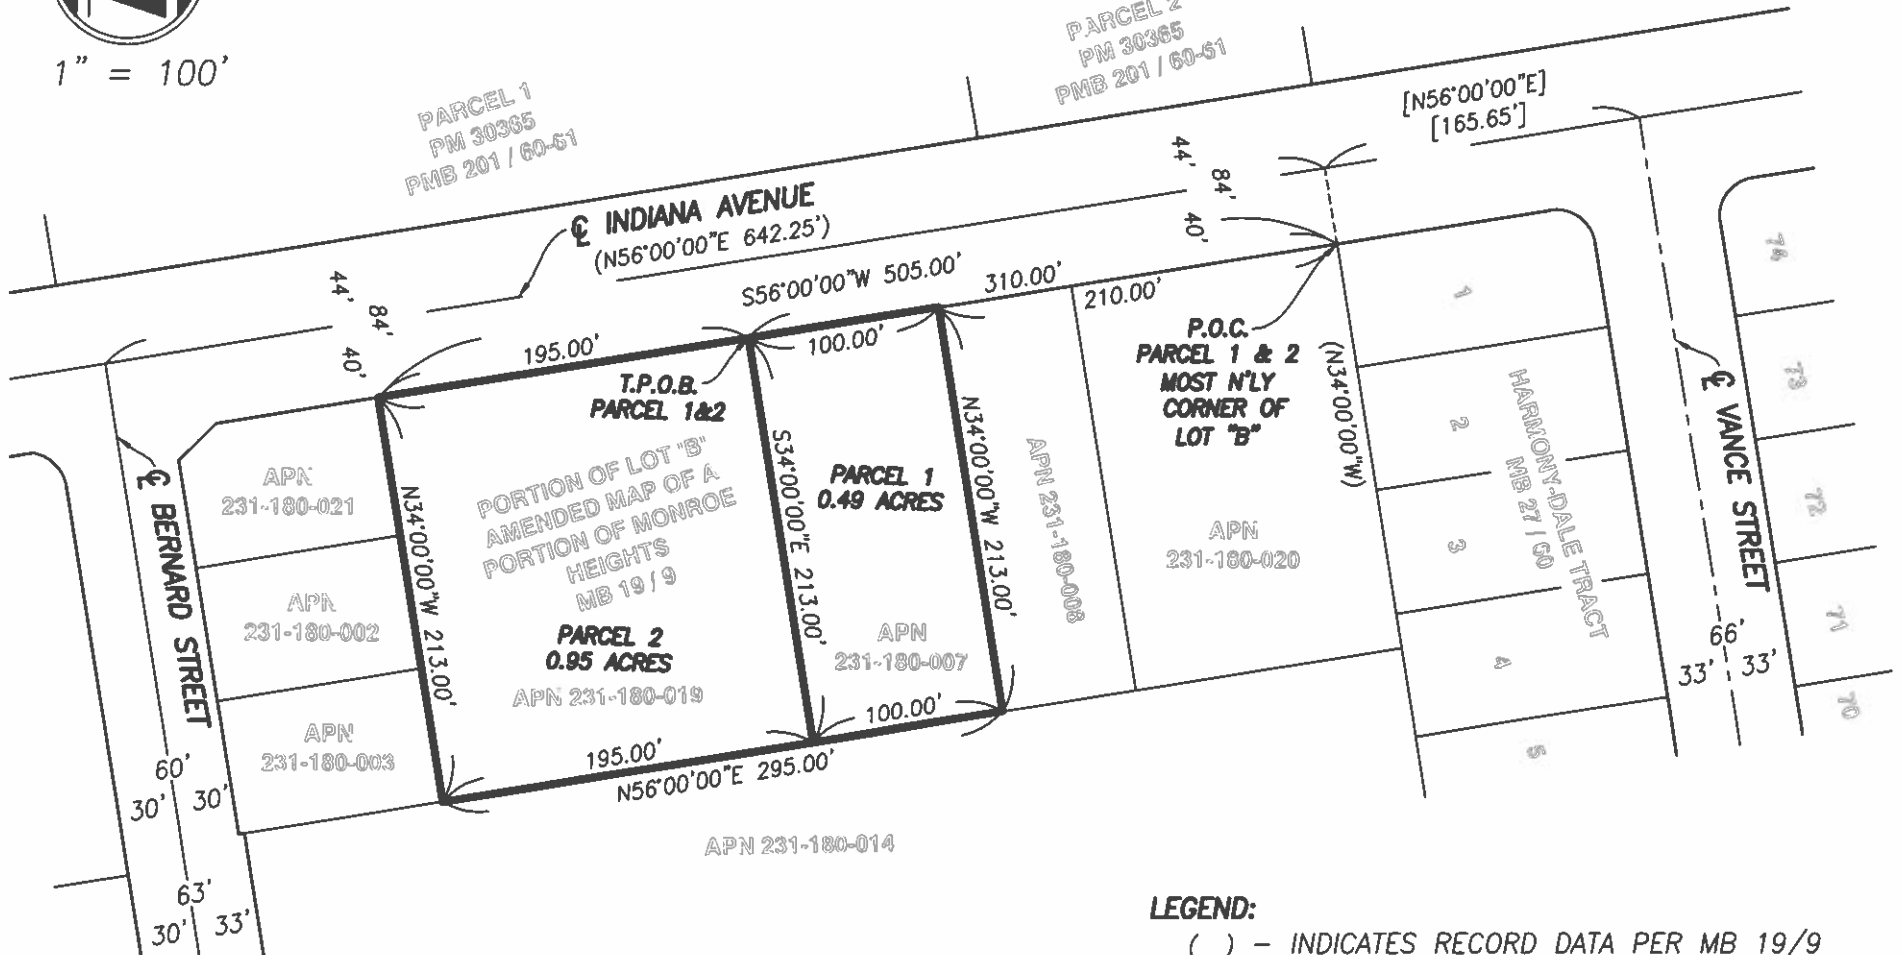 1" = 100'
PARCEL 1
PM 30365
PMB 201 / 60-61
PARCEL 2
PM 30365
PMB 201 / 60-61
[N56°00'00"E]
[165.65']
℄ INDIANA AVENUE
(N56°00'00"E 642.25')
44'
84'
40'
44'
84'
40'
S56°00'00"W 505.00'
310.00'
210.00'
195.00'
100.00'
T.P.O.B.
PARCEL 1&2
P.O.C.
PARCEL 1 & 2
MOST N'LY
CORNER OF
LOT "B"
(N34°00'00"W)
℄ BERNARD STREET
APN
231-180-021
APN
231-180-002
APN
231-180-003
N34°00'00"W 213.00'
PORTION OF LOT "B"
AMENDED MAP OF A
PORTION OF MONROE
HEIGHTS
MB 19 / 9
PARCEL 2
0.95 ACRES
APN 231-180-019
S34°00'00"E 213.00'
PARCEL 1
0.49 ACRES
APN
231-180-007
N34°00'00"W 213.00'
APN 231-180-008
APN
231-180-020
HARMONY-DALE TRACT
MB 27 / 60
1
2
3
4
5
℄ VANCE STREET
74
73
72
71
70
66'
33'
33'
195.00'
100.00'
N56°00'00"E 295.00'
APN 231-180-014
60'
30'
30'
63'
30'
33'
LEGEND:
( ) - INDICATES RECORD DATA PER MB 19/9